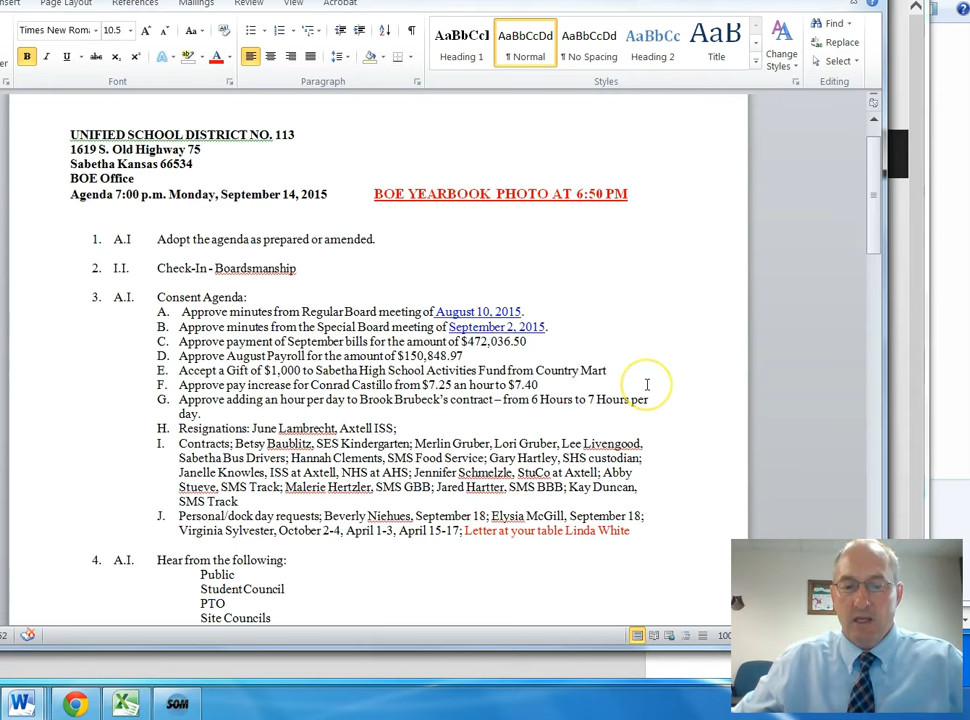 nsert Page Layout References Mailings Review View Acrobat
Times New Rom 10.5 A A Aa
B I U abc x₂ x² A A
Font
Paragraph
AaBbCcI AaBbCcDd AaBbCcDd AaBbCc AaB
Heading 1 ¶ Normal ¶ No Spacing Heading 2 Title
Change
Styles
Styles
Find
Replace
Select
Editing
UNIFIED SCHOOL DISTRICT NO. 113
1619 S. Old Highway 75
Sabetha Kansas 66534
BOE Office
Agenda 7:00 p.m. Monday, September 14, 2015 BOE YEARBOOK PHOTO AT 6:50 PM
1. A.I Adopt the agenda as prepared or amended.
2. I.I. Check-In - Boardsmanship
3. A.I. Consent Agenda:
A. Approve minutes from Regular Board meeting of August 10, 2015.
B. Approve minutes from the Special Board meeting of September 2, 2015.
C. Approve payment of September bills for the amount of $472,036.50
D. Approve August Payroll for the amount of $150,848.97
E. Accept a Gift of $1,000 to Sabetha High School Activities Fund from Country Mart
F. Approve pay increase for Conrad Castillo from $7.25 an hour to $7.40
G. Approve adding an hour per day to Brook Brubeck's contract – from 6 Hours to 7 Hours per
day.
H. Resignations: June Lambrecht, Axtell ISS;
I. Contracts; Betsy Baublitz, SES Kindergarten; Merlin Gruber, Lori Gruber, Lee Livengood,
Sabetha Bus Drivers; Hannah Clements, SMS Food Service; Gary Hartley, SHS custodian;
Janelle Knowles, ISS at Axtell, NHS at AHS; Jennifer Schmelzle, StuCo at Axtell; Abby
Stueve, SMS Track; Malerie Hertzler, SMS GBB; Jared Hartter, SMS BBB; Kay Duncan,
SMS Track
J. Personal/dock day requests; Beverly Niehues, September 18; Elysia McGill, September 18;
Virginia Sylvester, October 2-4, April 1-3, April 15-17; Letter at your table Linda White
4. A.I. Hear from the following:
Public
Student Council
PTO
Site Councils
52 100
W X SOM